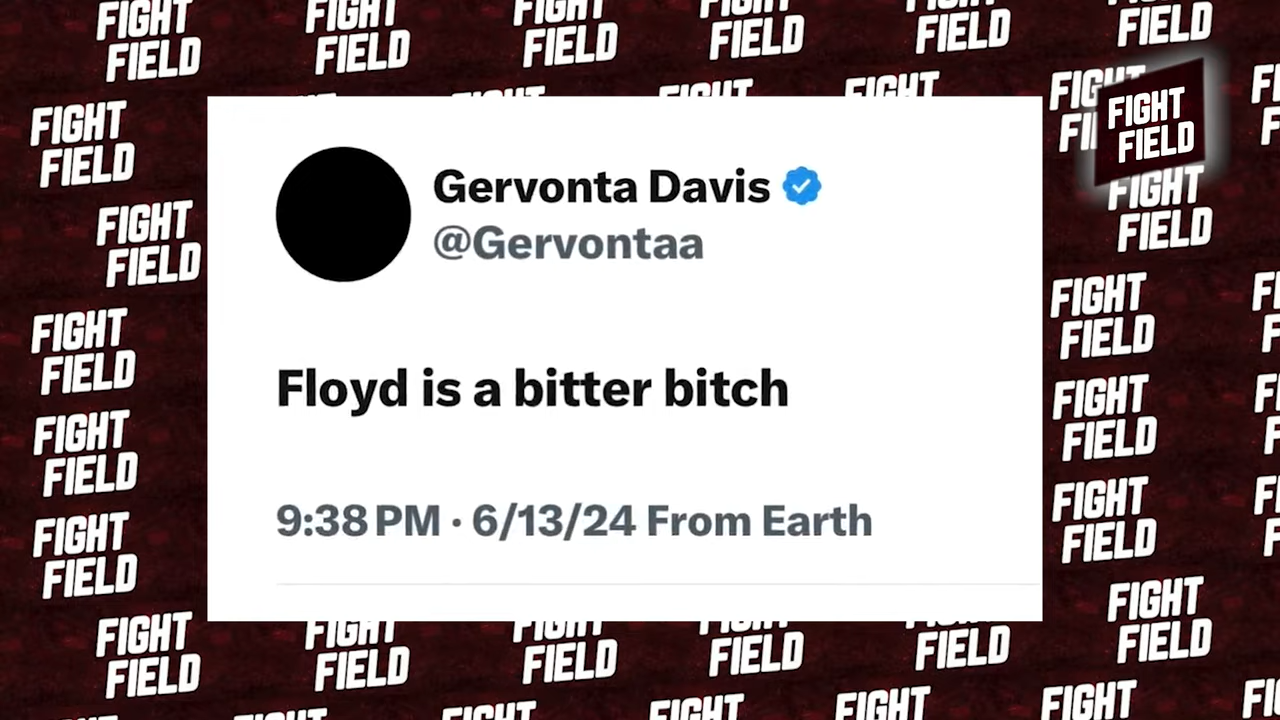 FIGHT
FIELD
Gervonta Davis
@Gervontaa
Floyd is a bitter bitch
9:38 PM · 6/13/24 From Earth